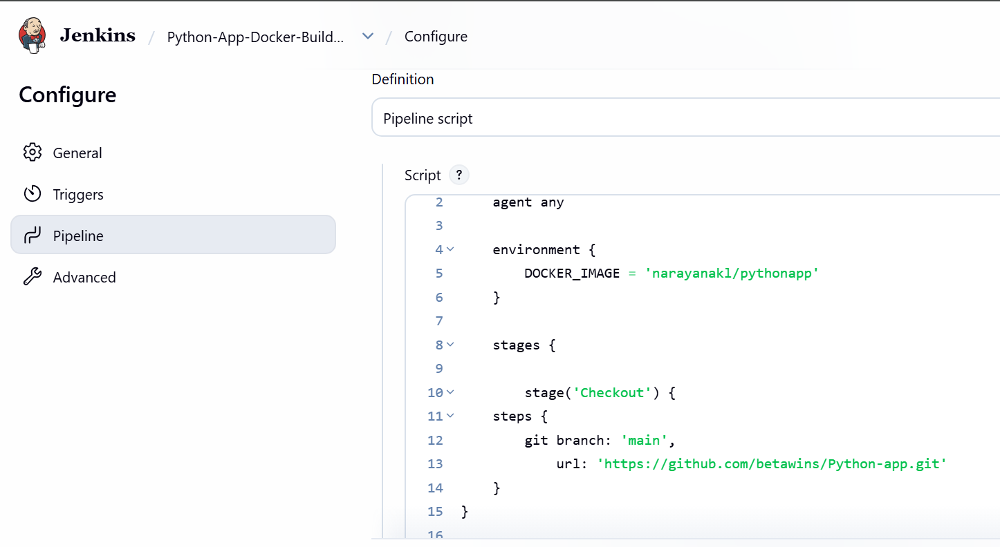 Jenkins / Python-App-Docker-Build... / Configure
Configure
General
Triggers
Pipeline
Advanced
Definition
Pipeline script
Script ?
2 agent any
3
4 environment {
5 DOCKER_IMAGE = 'narayanakl/pythonapp'
6 }
7
8 stages {
9
10 stage('Checkout') {
11 steps {
12 git branch: 'main',
13 url: 'https://github.com/betawins/Python-app.git'
14 }
15 }
16